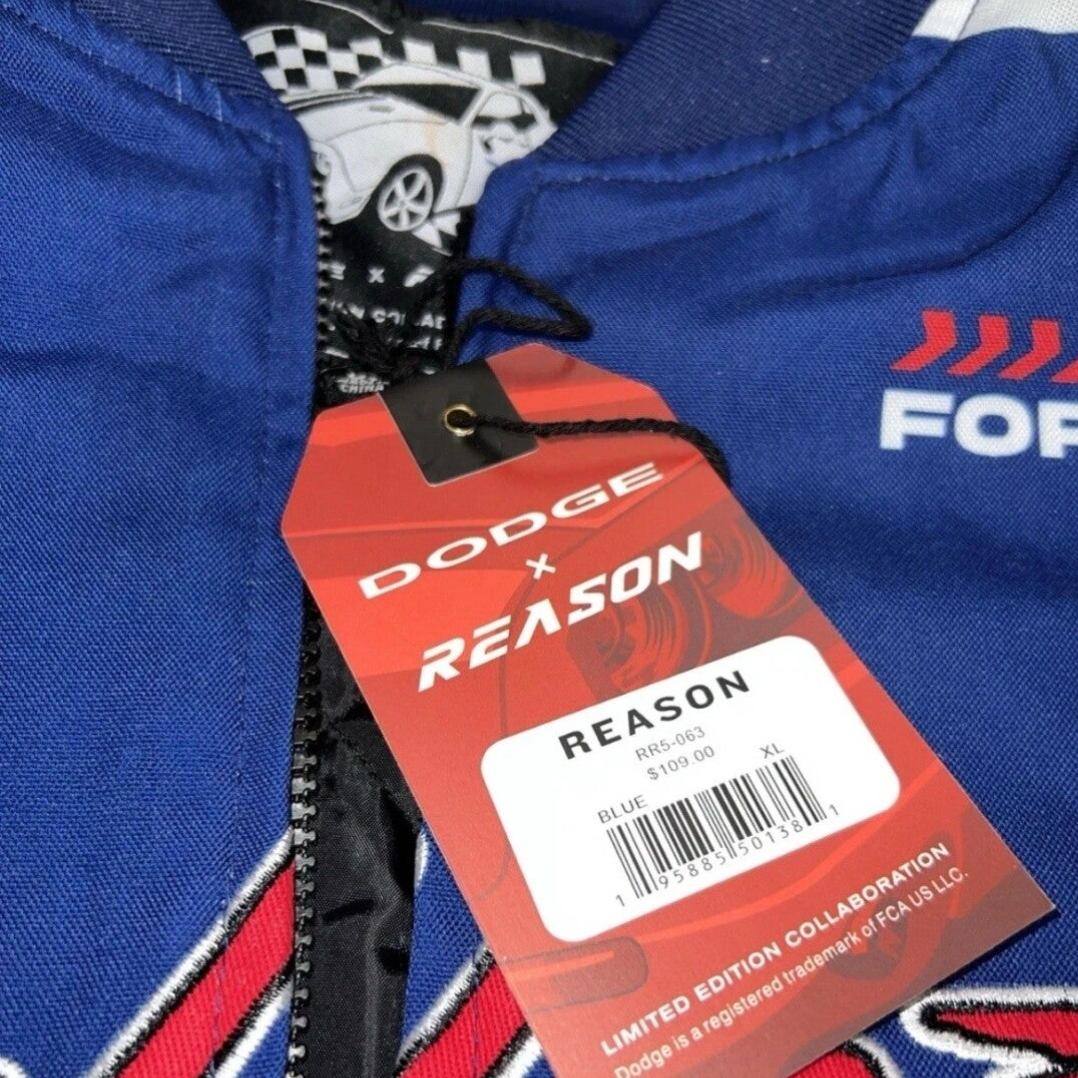 X
CHINA
FOR
DODGE
X
REASON
REASON
RR5-063
$109.00
BLUE XL
1 95885 50138 1
LIMITED EDITION COLLABORATION
Dodge is a registered trademark of FCA US LLC.